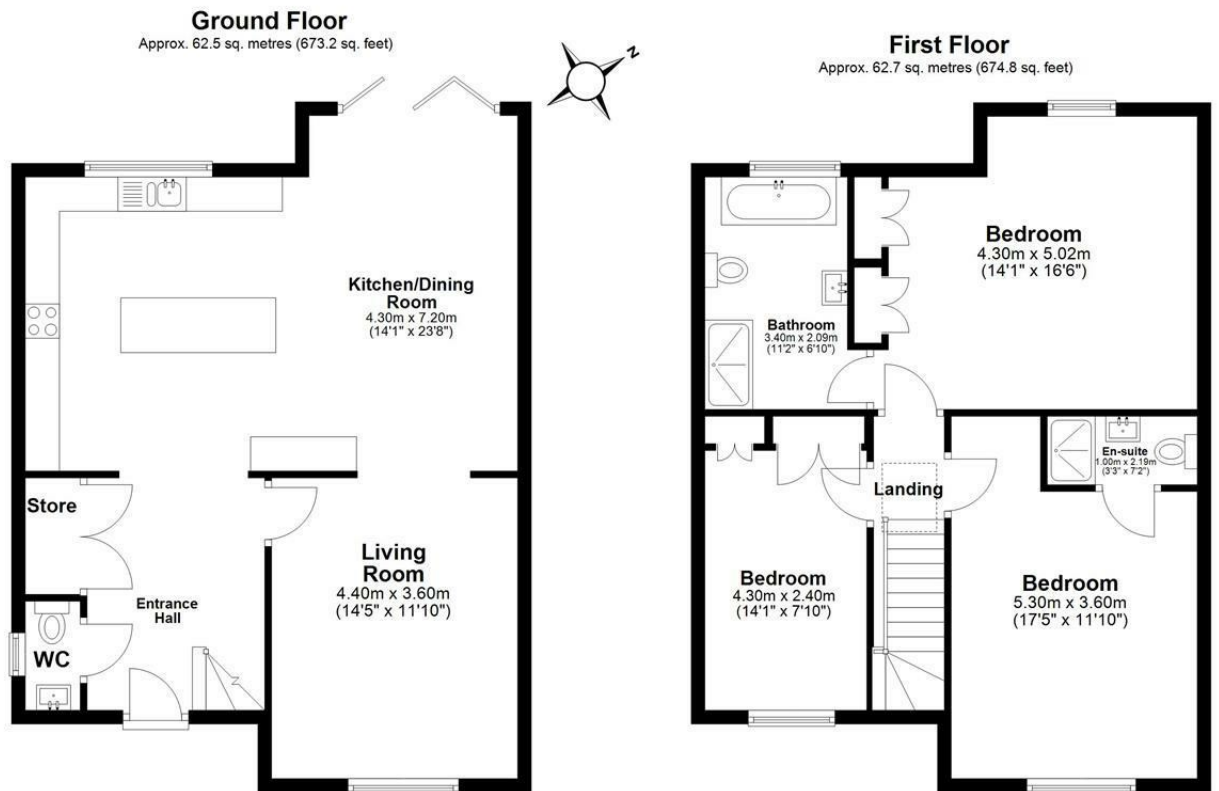 Ground Floor
Approx. 62.5 sq. metres (673.2 sq. feet)
N
First Floor
Approx. 62.7 sq. metres (674.8 sq. feet)
Kitchen/Dining
Room
4.30m x 7.20m
(14'1" x 23'8")
Store
Living
Room
4.40m x 3.60m
(14'5" x 11'10")
Entrance
Hall
WC
Bedroom
4.30m x 5.02m
(14'1" x 16'6")
Bathroom
3.40m x 2.09m
(11'2" x 6'10")
En-suite
1.00m x 2.19m
(3'3" x 7'2")
Landing
Bedroom
4.30m x 2.40m
(14'1" x 7'10")
Bedroom
5.30m x 3.60m
(17'5" x 11'10")